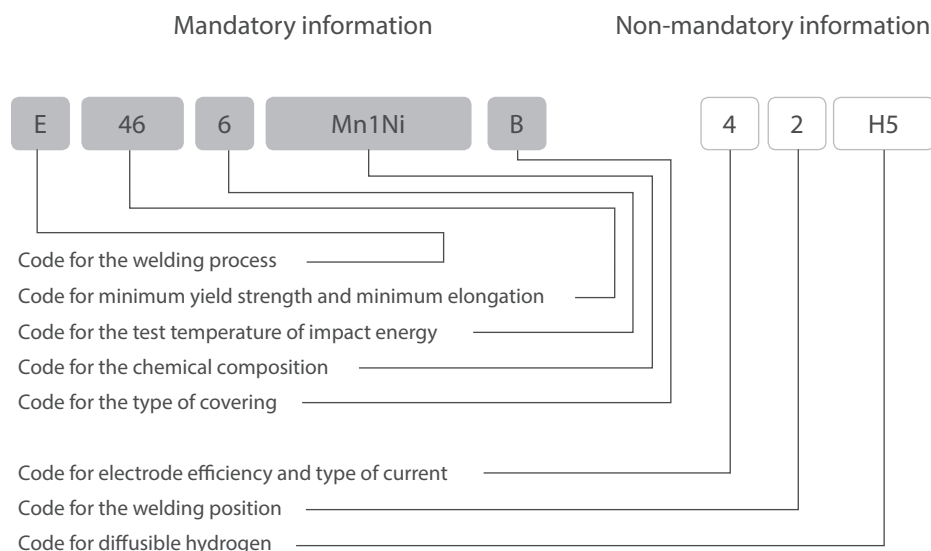 Mandatory information Non-mandatory information
E 46 6 Mn1Ni B 4 2 H5
Code for the welding process
Code for minimum yield strength and minimum elongation
Code for the test temperature of impact energy
Code for the chemical composition
Code for the type of covering
Code for electrode efficiency and type of current
Code for the welding position
Code for diffusible hydrogen